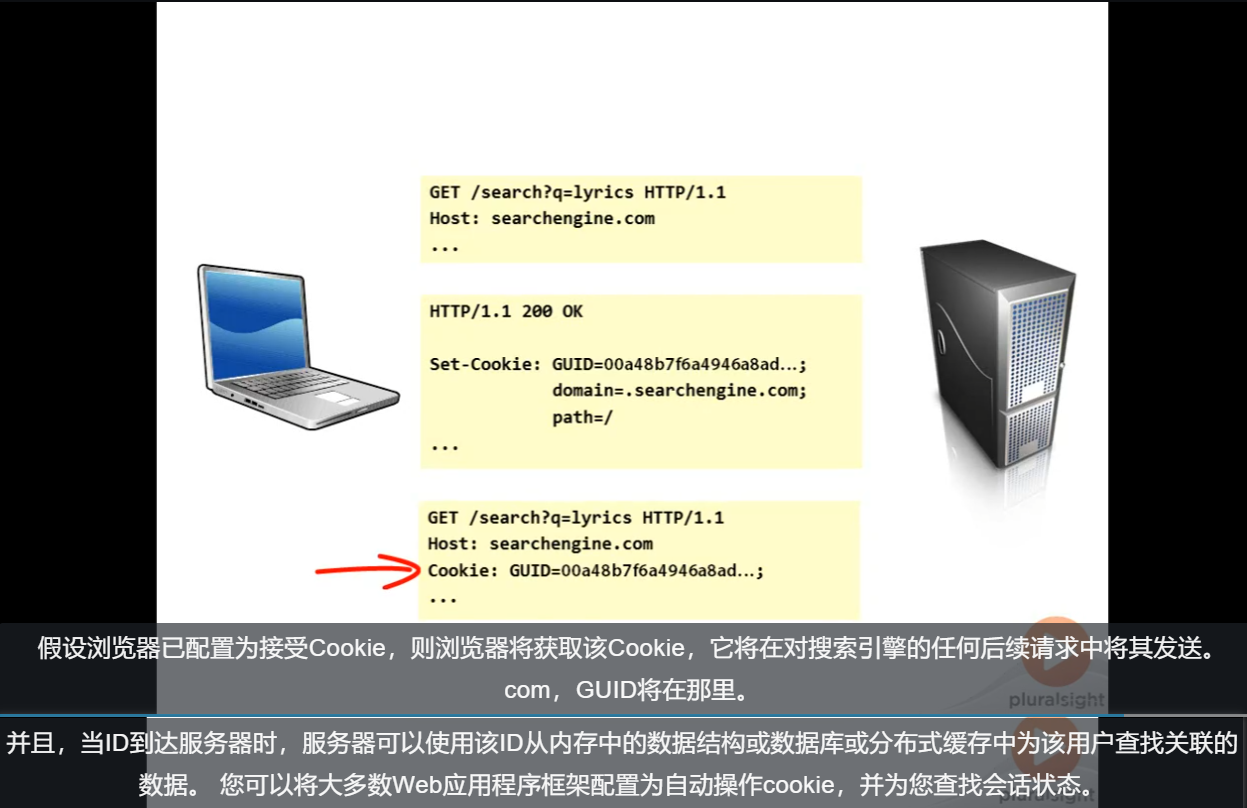 GET /search?q=lyrics HTTP/1.1
Host: searchengine.com
...
HTTP/1.1 200 OK
Set-Cookie: GUID=00a48b7f6a4946a8ad...;
domain=.searchengine.com;
path=/
...
GET /search?q=lyrics HTTP/1.1
Host: searchengine.com
Cookie: GUID=00a48b7f6a4946a8ad...;
...
假设浏览器已配置为接受Cookie，则浏览器将获取该Cookie，它将在对搜索引擎的任何后续请求中将其发送。
com，GUID将在那里。
pluralsight
并且，当ID到达服务器时，服务器可以使用该ID从内存中的数据结构或数据库或分布式缓存中为该用户查找关联的
数据。 您可以将大多数Web应用程序框架配置为自动操作cookie，并为您查找会话状态。
pluralsight